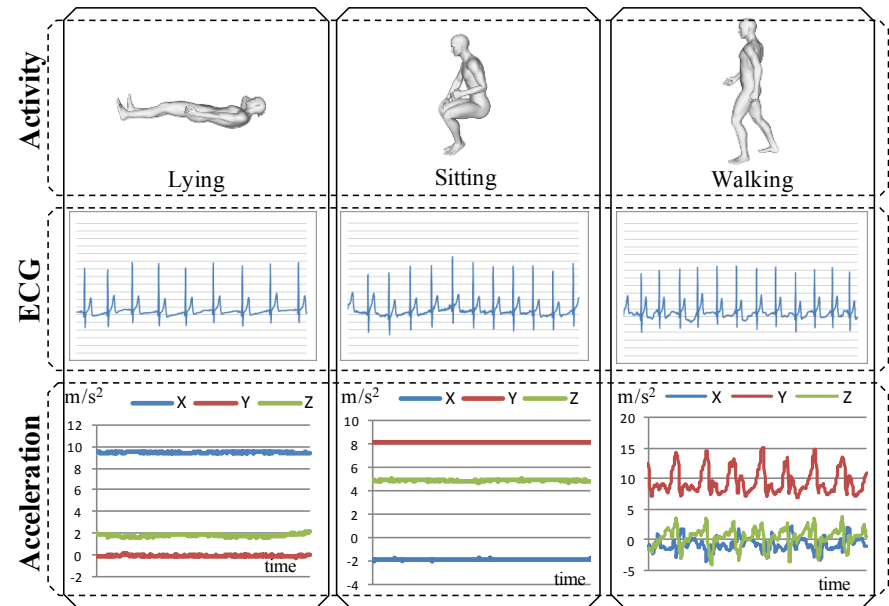 Activity
Lying
Sitting
Walking
ECG
Acceleration
m/s²
X Y Z
12
10
8
6
4
2
0
-2
time
m/s²
X Y Z
10
8
6
4
2
0
-2
-4
time
m/s²
X Y Z
20
15
10
5
0
-5
time